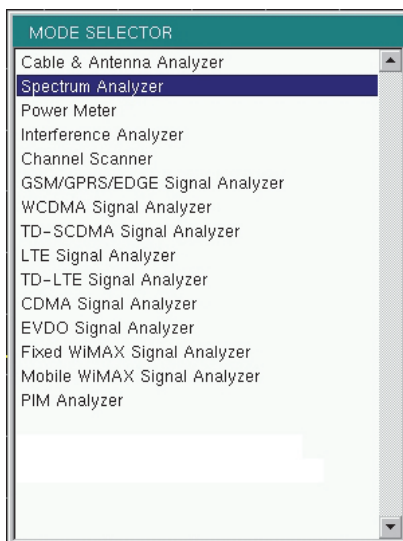 MODE SELECTOR
Cable & Antenna Analyzer
Spectrum Analyzer
Power Meter
Interference Analyzer
Channel Scanner
GSM/GPRS/EDGE Signal Analyzer
WCDMA Signal Analyzer
TD-SCDMA Signal Analyzer
LTE Signal Analyzer
TD-LTE Signal Analyzer
CDMA Signal Analyzer
EVDO Signal Analyzer
Fixed WiMAX Signal Analyzer
Mobile WiMAX Signal Analyzer
PIM Analyzer